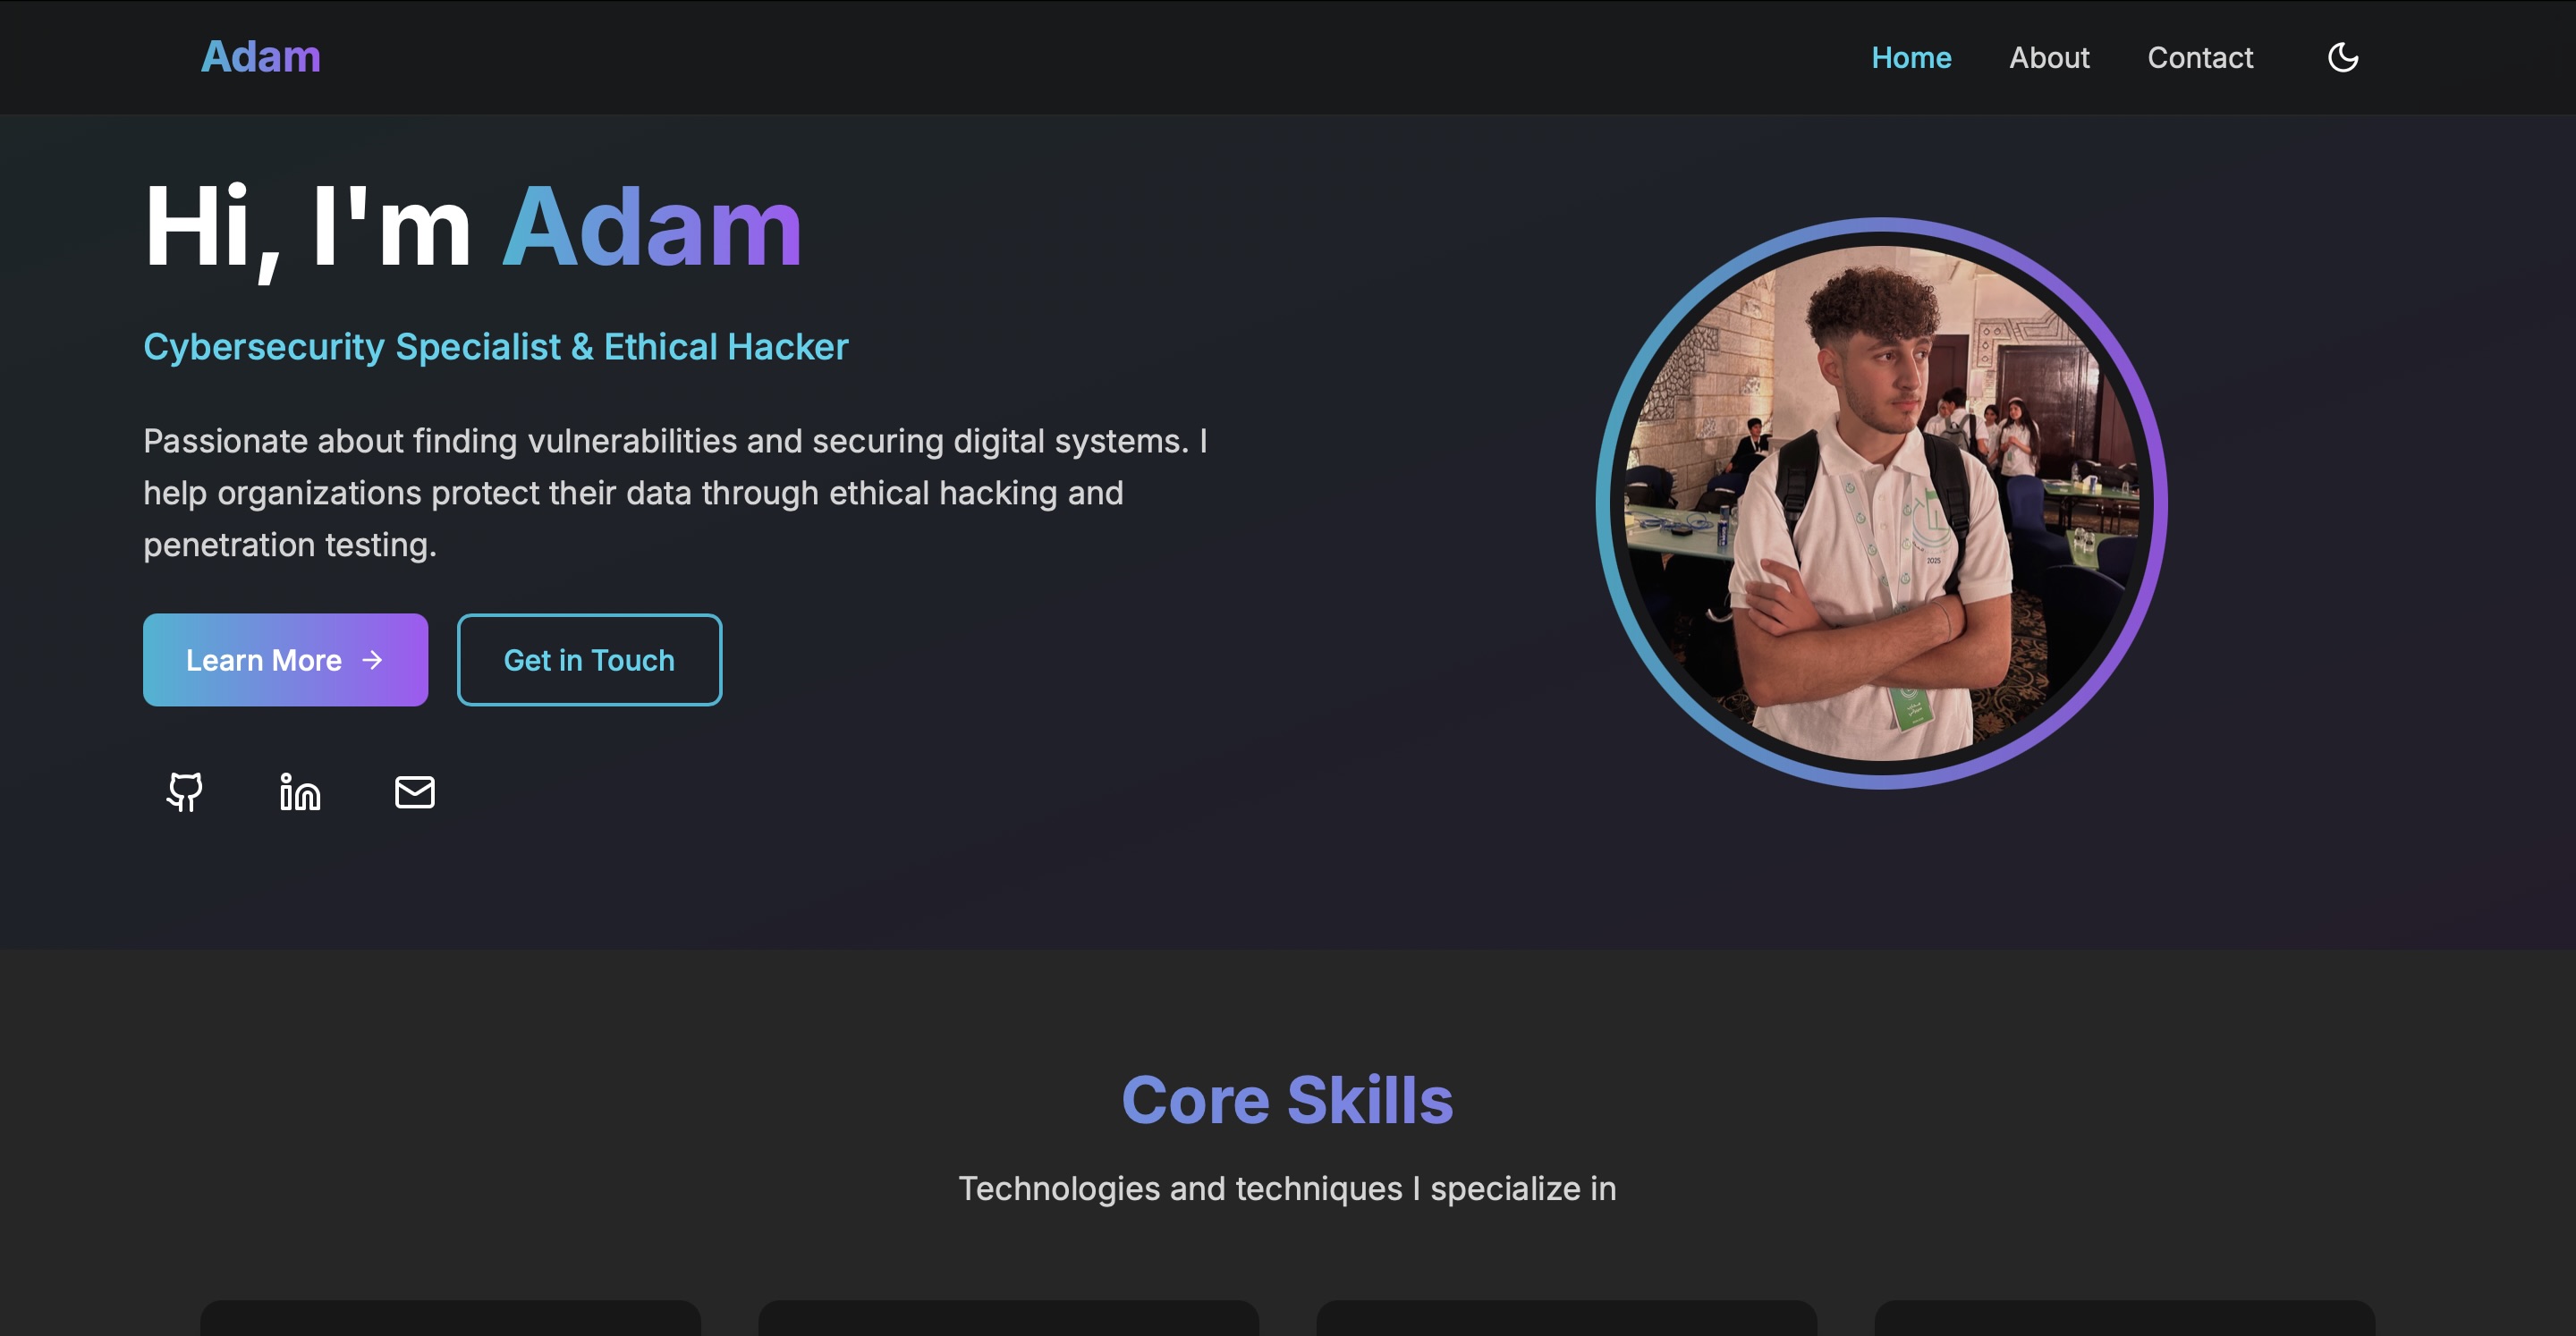 Adam
Home About Contact
Hi, I'm Adam
Cybersecurity Specialist & Ethical Hacker
Passionate about finding vulnerabilities and securing digital systems. I
help organizations protect their data through ethical hacking and
penetration testing.
2025
Learn More → Get in Touch
Core Skills
Technologies and techniques I specialize in